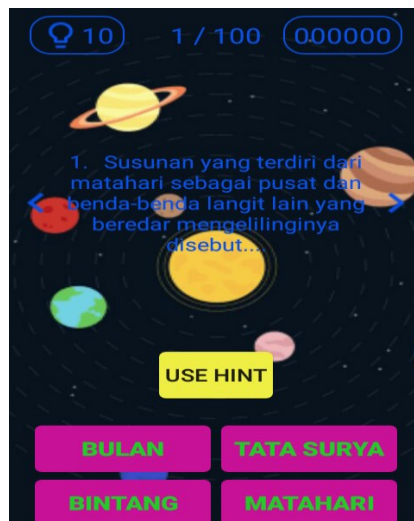 10 1 / 100 000000
1. Susunan yang terdiri dari
matahari sebagai pusat dan
benda-benda langit lain yang
beredar mengelilinginya
disebut...
USE HINT
BULAN TATA SURYA
BINTANG MATAHARI